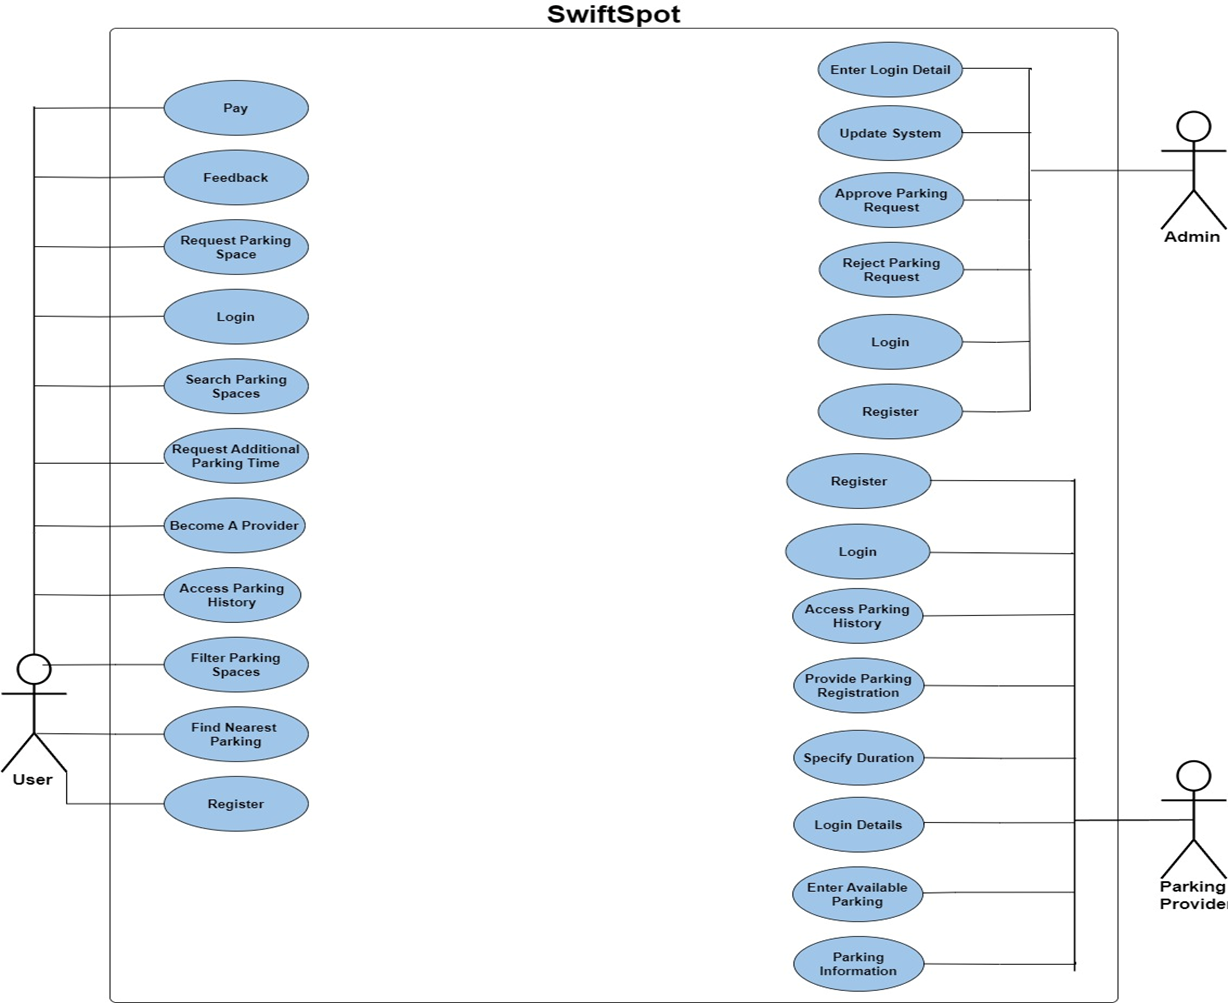 SwiftSpot
Pay
Feedback
Request Parking
Space
Login
Search Parking
Spaces
Request Additional
Parking Time
Become A Provider
Access Parking
History
Filter Parking
Spaces
Find Nearest
Parking
Register
User
Enter Login Detail
Update System
Approve Parking
Request
Reject Parking
Request
Login
Register
Admin
Register
Login
Access Parking
History
Provide Parking
Registration
Specify Duration
Login Details
Enter Available
Parking
Parking
Information
Parking
Provide